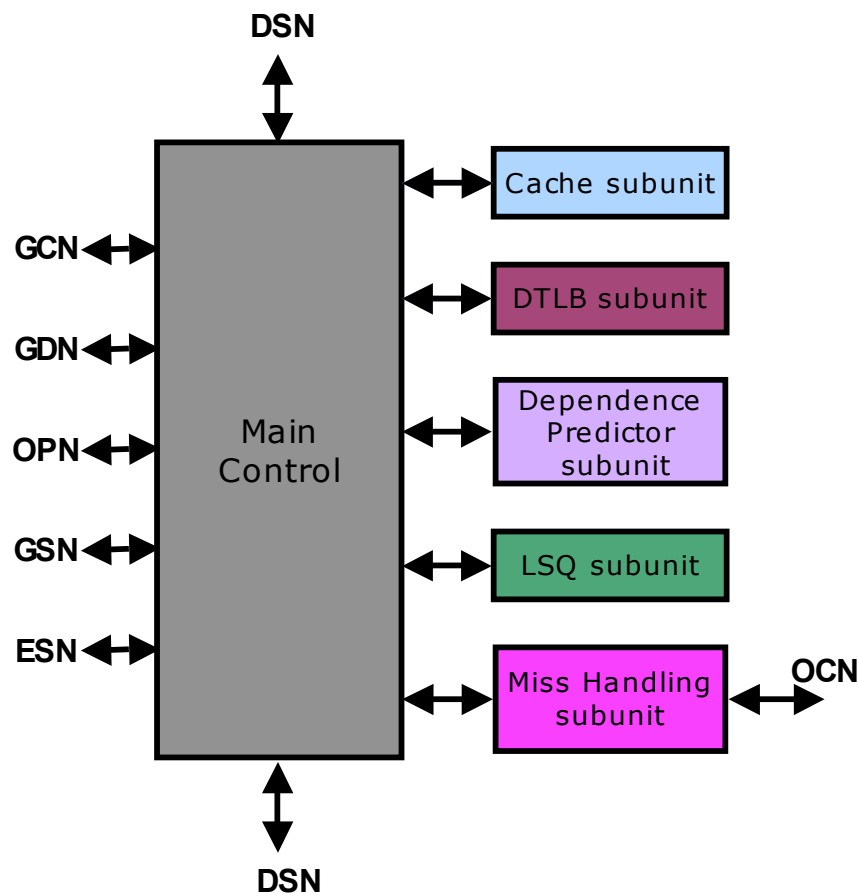 DSN
Cache subunit
GCN
DTLB subunit
GDN
Dependence
Predictor
subunit
Main
Control
OPN
GSN
LSQ subunit
ESN
Miss Handling
subunit
OCN
DSN